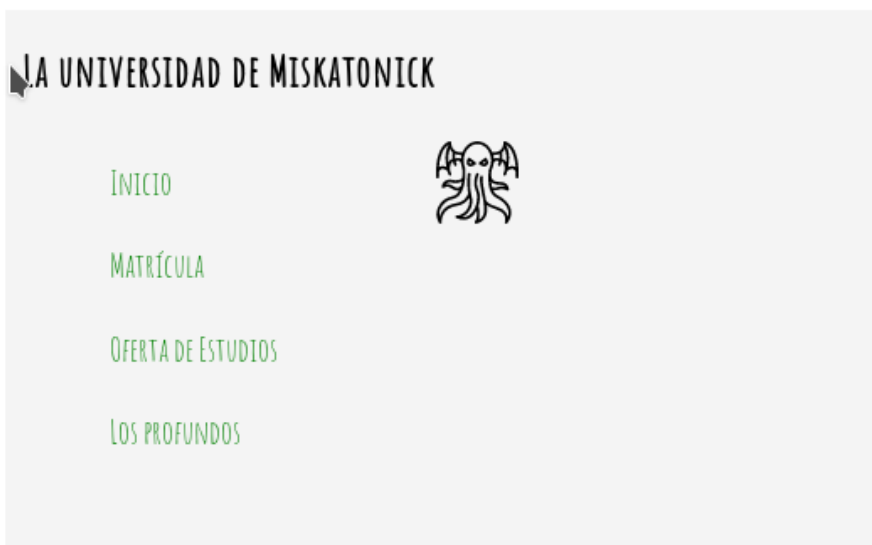 La universidad de Miskatonick
Inicio
Matrícula
Oferta de Estudios
Los profundos